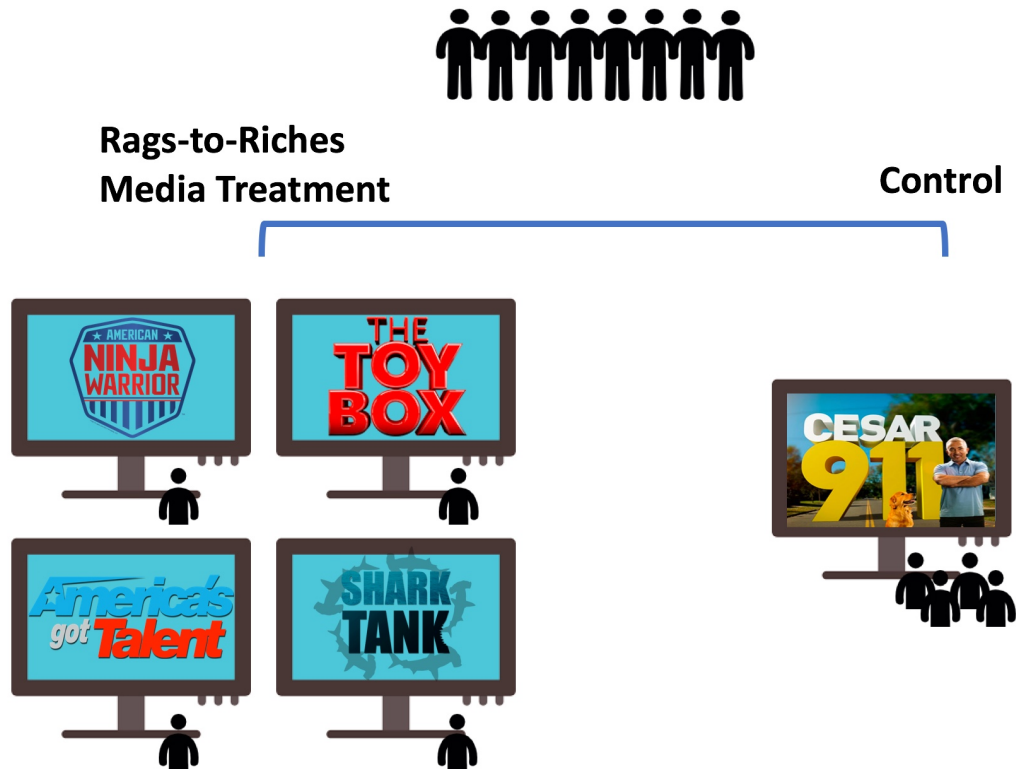 Rags-to-Riches
Media Treatment
Control
AMERICAN
NINJA
WARRIOR
THE
TOY
BOX
CESAR
911
America's
got Talent
SHARK
TANK